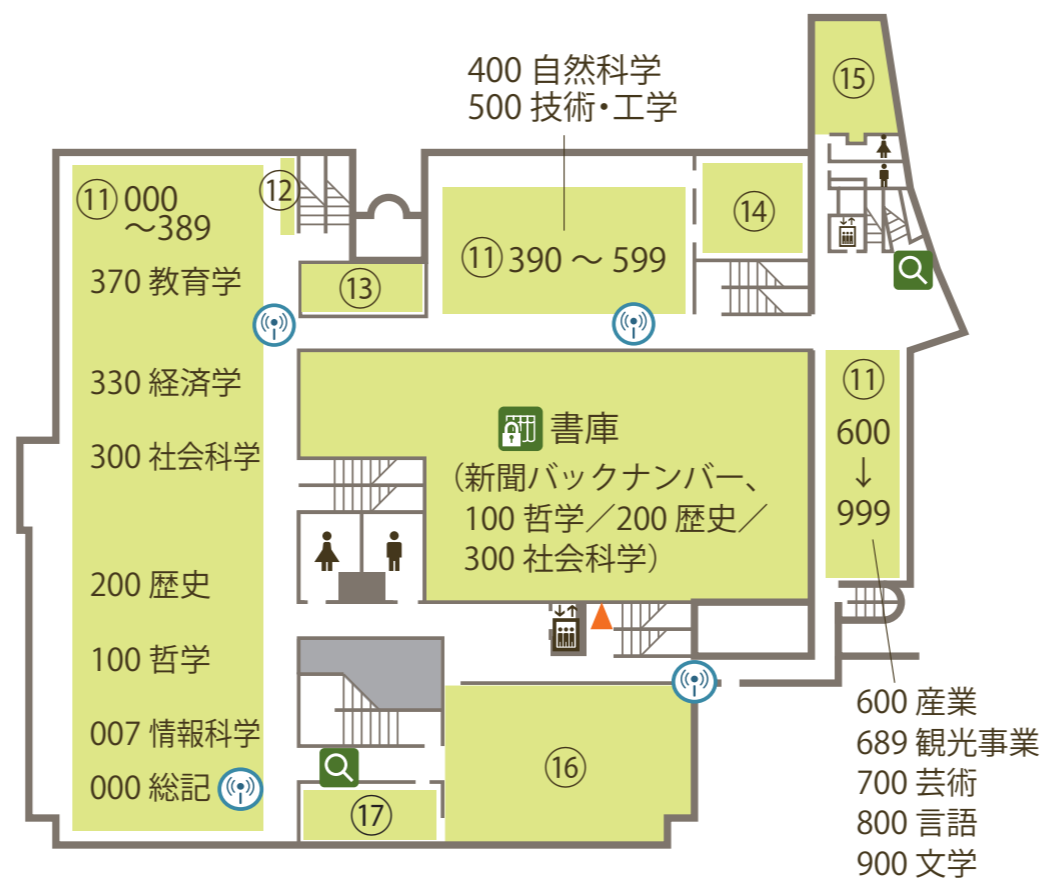 400 自然科学
500 技術・工学
⑮
⑪ 000
～389
⑫
⑭
370 教育学
⑬
⑪ 390 ～ 599
330 経済学
300 社会科学
書庫
（新聞バックナンバー、
100 哲学／200 歴史／
300 社会科学）
⑪
600
↓
999
200 歴史
100 哲学
007 情報科学
000 総記
⑯
⑰
600 産業
689 観光事業
700 芸術
800 言語
900 文学